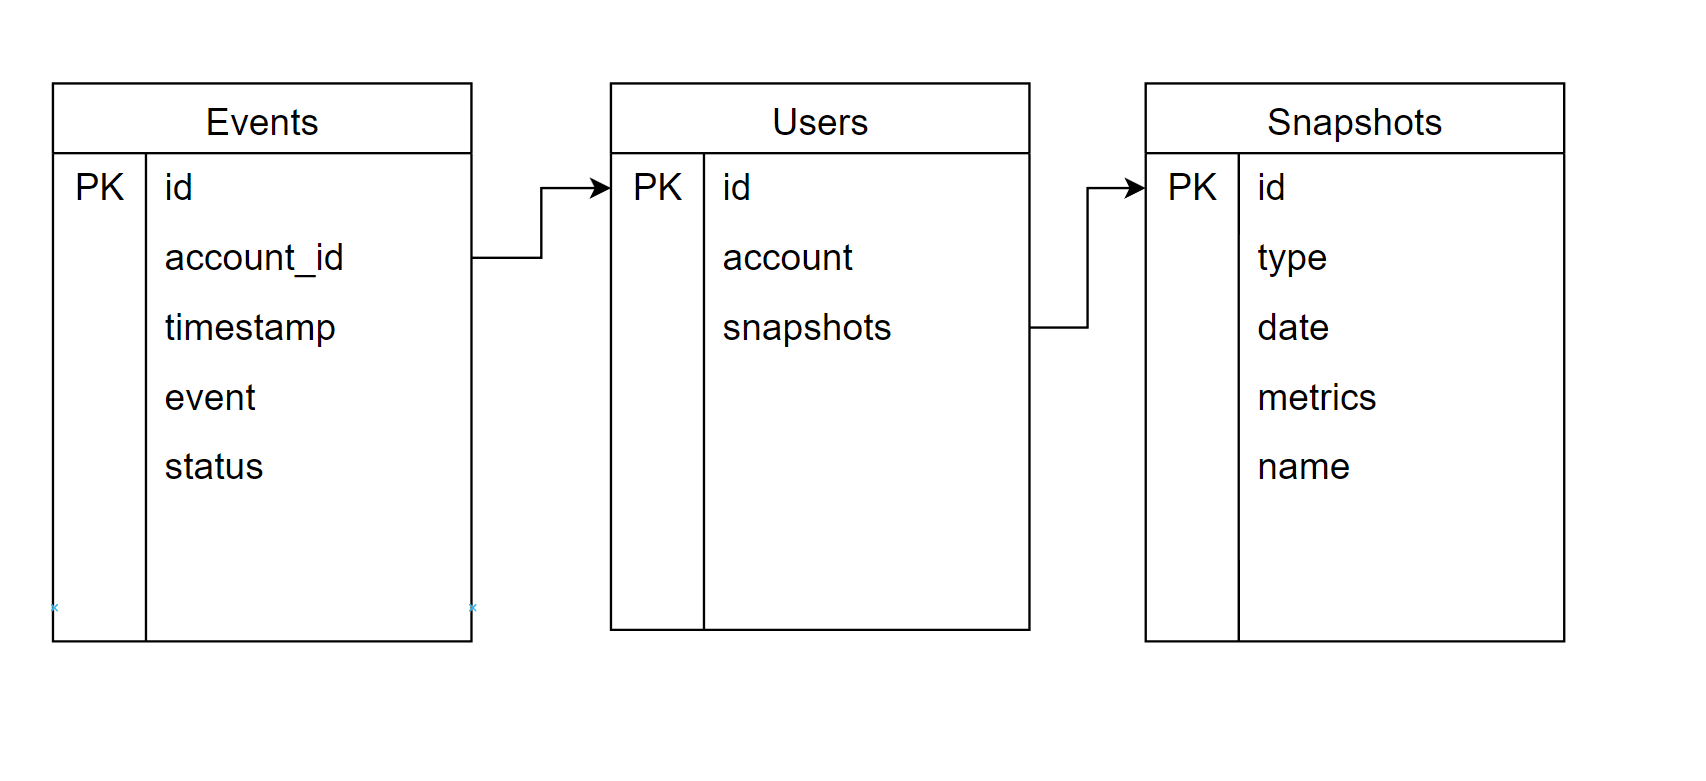 Events
PK id
account_id
timestamp
event
status
Users
PK id
account
snapshots
Snapshots
PK id
type
date
metrics
name